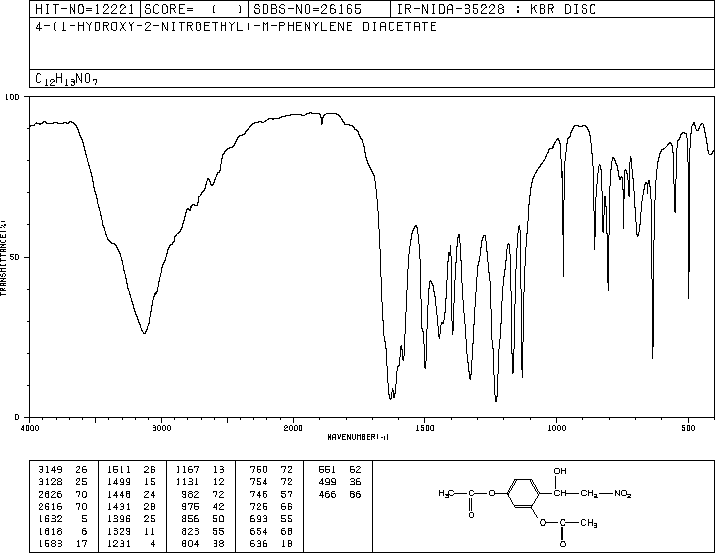 HIT-NO=12221 SCORE= ( ) SDBS-NO=26165 IR-NIDA-35228 : KBR DISC
4-(1-HYDROXY-2-NITROETHYL)-M-PHENYLENE DIACETATE
C12H13NO7
100
50
0
TRANSMITTANCE(%)
4000 3000 2000 1500 1000 500
WAVENUMBER(-1)
3149 26 1511 26 1167 13 760 72 551 62
3128 25 1499 15 1131 12 754 72 499 36
2626 70 1448 24 982 72 746 57 466 86
2616 70 1431 28 976 42 726 66
1632 5 1396 25 856 50 693 55
1618 6 1329 11 823 55 654 68
1583 17 1231 4 804 38 636 18
OH
H3C C O CH CH2 NO2
O
O C CH3
O